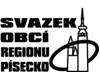 SVAZEK
OBCÍ
REGIONU
PÍSECKO